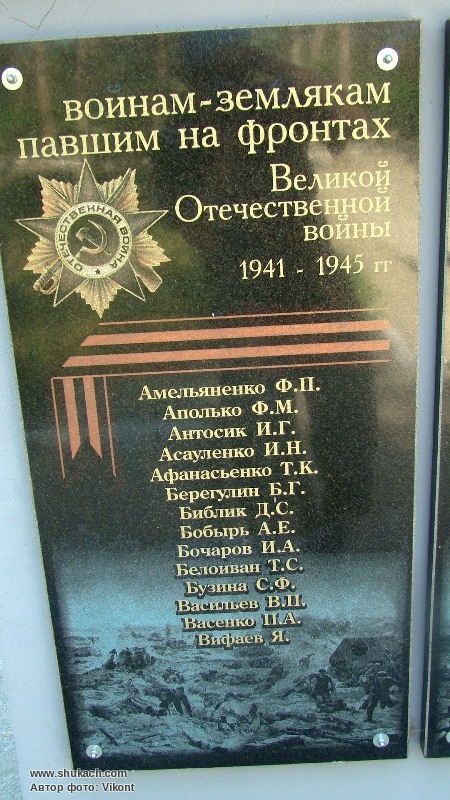 воинам-землякам
павшим на фронтах
Великой
Отечественной
войны
1941 - 1945 гг
ОТЕЧЕСТВЕННАЯ ВОЙНА
Амельяненко Ф.П.
Аполько Ф.М.
Антосик И.Г.
Асауленко И.Н.
Афанасьенко Т.К.
Берегулин Б.Г.
Библик Д.С.
Бобырь А.Е.
Бочаров И.А.
Белоиван Т.С.
Бузина С.Ф.
Васильев В.П.
Васенко П.А.
Вифаев Я.
www.shukach.com
Автор фото: Vikont